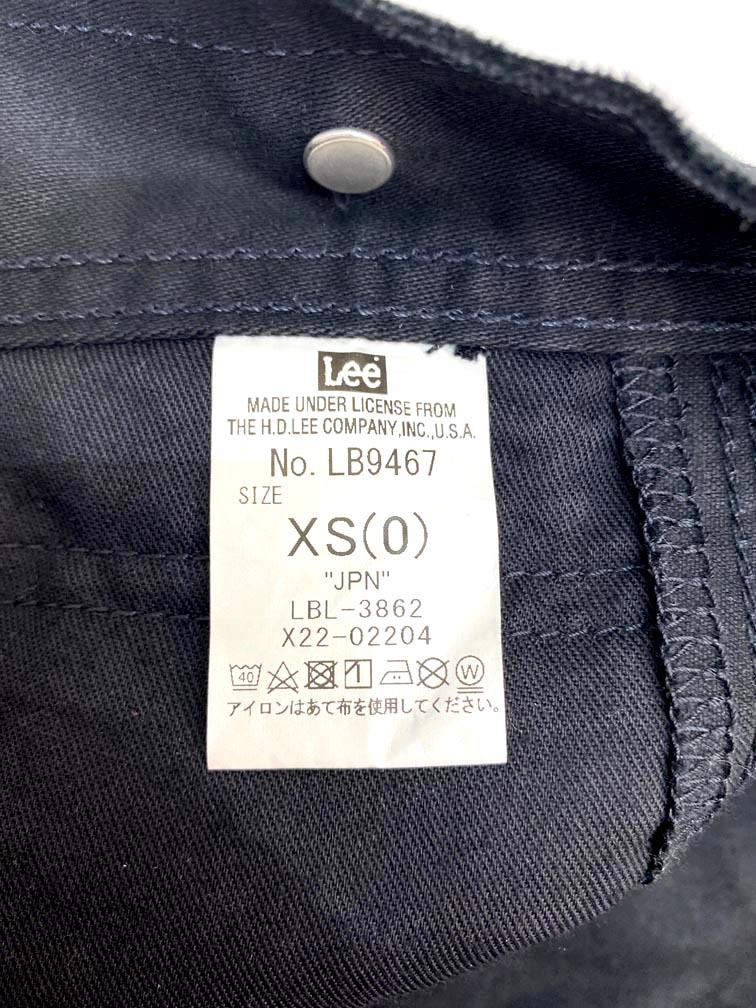 Lee
MADE UNDER LICENSE FROM
THE H.D.LEE COMPANY,INC.,U.S.A.
No. LB9467
SIZE
XS(0)
"JPN"
LBL-3862
X22-02204
40 W
アイロンはあて布を使用してください。